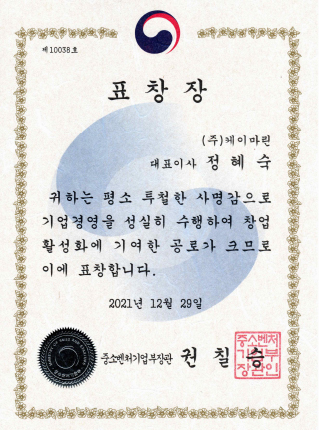 제10038호
표창장
(주)케이마린
대표이사 정혜숙
귀하는 평소 투철한 사명감으로
기업경영을 성실히 수행하여 창업
활성화에 기여한 공로가 크므로
이에 표창합니다.
2021년 12월 29일
중소벤처기업부장관 권칠승
중소벤처
기업부
장관인